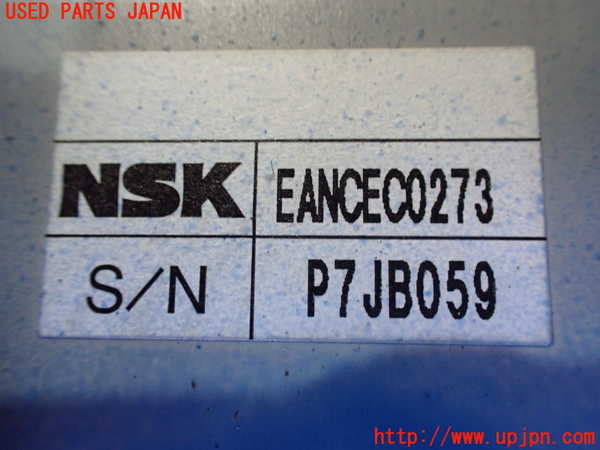 USED PARTS JAPAN
NSK EANCEC0273
S/N P7JB059
http://www.upjpn.com/